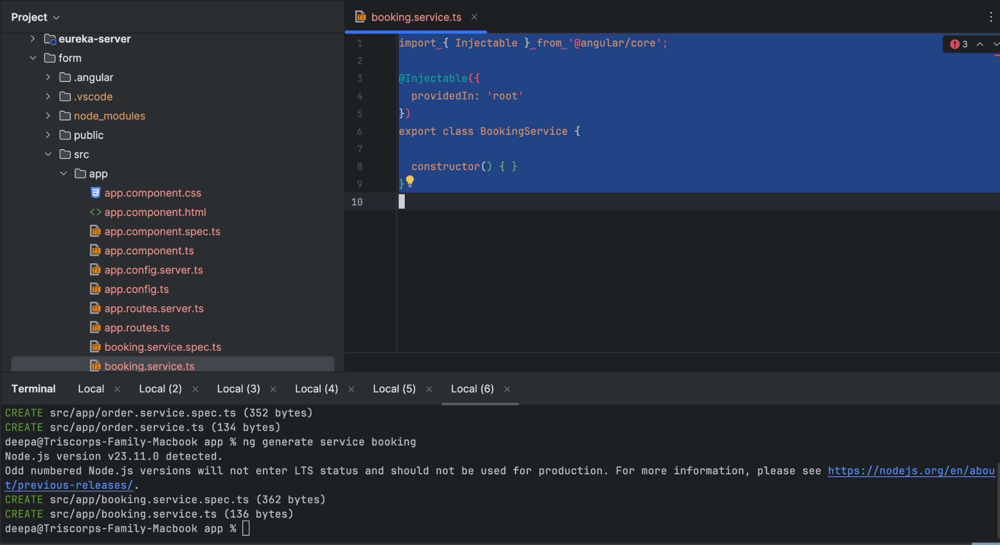 Project
eureka-server
form
.angular
.vscode
node_modules
public
src
app
app.component.css
app.component.html
app.component.spec.ts
app.component.ts
app.config.server.ts
app.config.ts
app.routes.server.ts
app.routes.ts
booking.service.spec.ts
booking.service.ts
booking.service.ts
3
1 import { Injectable } from '@angular/core';
2
3 @Injectable({
4 providedIn: 'root'
5 })
6 export class BookingService {
7
8 constructor() { }
9 }
10
Terminal Local Local (2) Local (3) Local (4) Local (5) Local (6)
CREATE src/app/order.service.spec.ts (352 bytes)
CREATE src/app/order.service.ts (134 bytes)
deepa@Triscorps-Family-Macbook app % ng generate service booking
Node.js version v23.11.0 detected.
Odd numbered Node.js versions will not enter LTS status and should not be used for production. For more information, please see https://nodejs.org/en/abou
t/previous-releases/.
CREATE src/app/booking.service.spec.ts (362 bytes)
CREATE src/app/booking.service.ts (136 bytes)
deepa@Triscorps-Family-Macbook app %